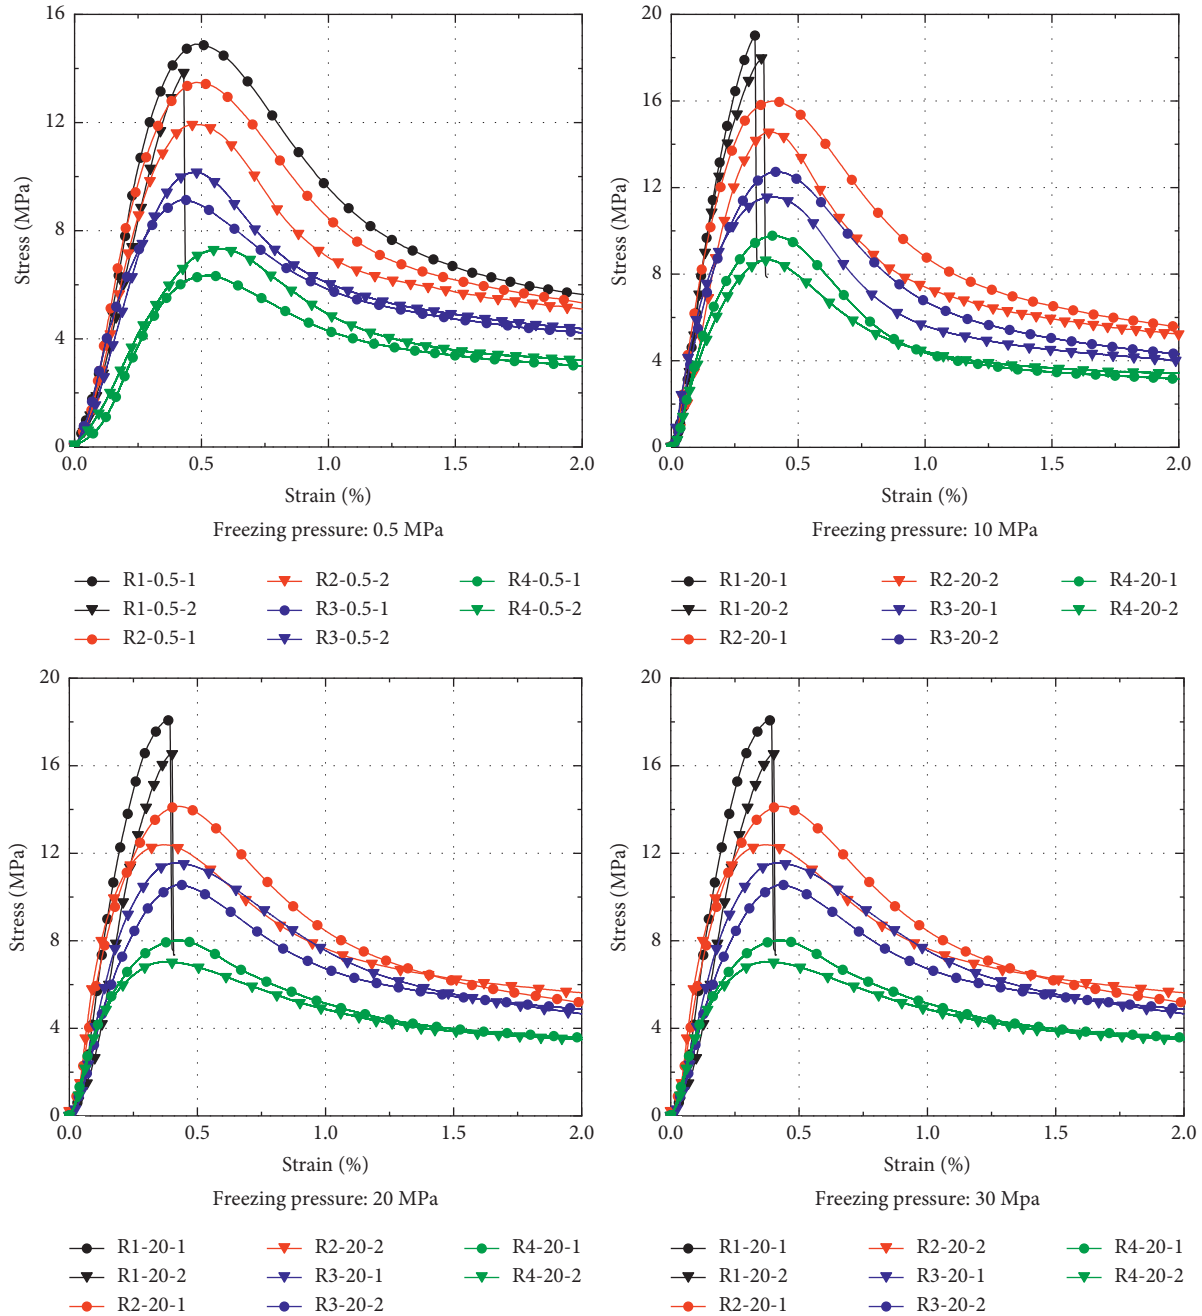 16
12
8
4
0
Stress (MPa)
0.0 0.5 1.0 1.5 2.0
Strain (%)
Freezing pressure: 0.5 MPa
R1-0.5-1 R2-0.5-2 R4-0.5-1
R1-0.5-2 R3-0.5-1 R4-0.5-2
R2-0.5-1 R3-0.5-2
20
16
12
8
4
0
Stress (MPa)
0.0 0.5 1.0 1.5 2.0
Strain (%)
Freezing pressure: 10 MPa
R1-20-1 R2-20-2 R4-20-1
R1-20-2 R3-20-1 R4-20-2
R2-20-1 R3-20-2
20
16
12
8
4
0
Stress (MPa)
0.0 0.5 1.0 1.5 2.0
Strain (%)
Freezing pressure: 20 MPa
R1-20-1 R2-20-2 R4-20-1
R1-20-2 R3-20-1 R4-20-2
R2-20-1 R3-20-2
20
16
12
8
4
0
Stress (MPa)
0.0 0.5 1.0 1.5 2.0
Strain (%)
Freezing pressure: 30 Mpa
R1-20-1 R2-20-2 R4-20-1
R1-20-2 R3-20-1 R4-20-2
R2-20-1 R3-20-2